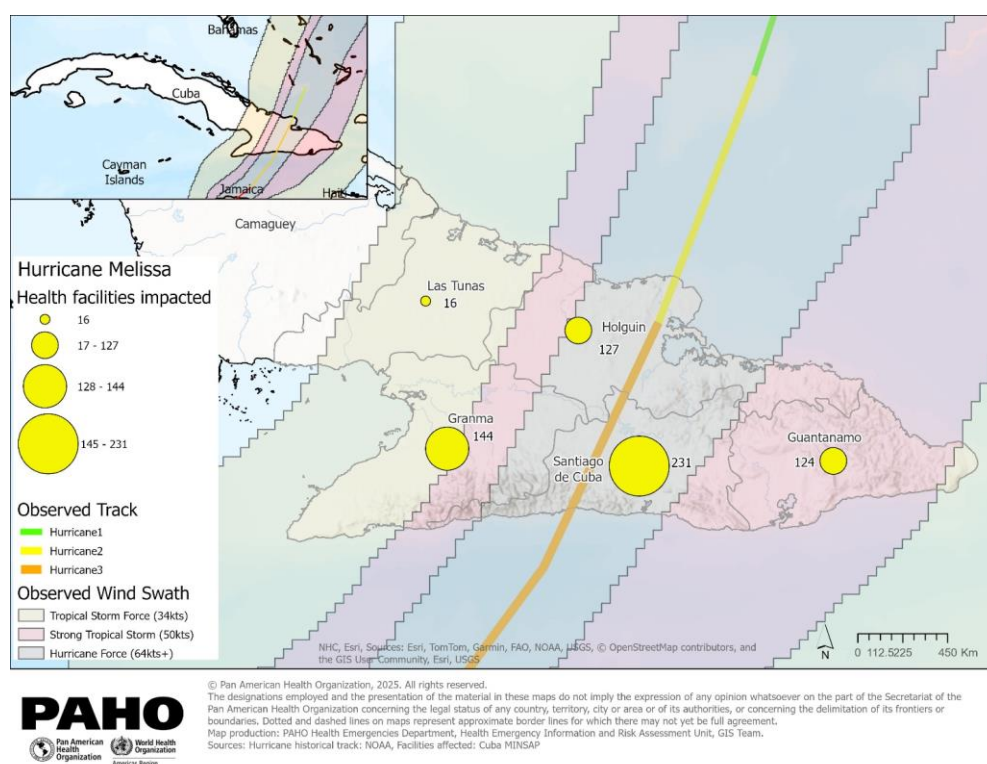 Bahamas
Cuba
Cayman
Islands
Jamaica
Haiti
Camaguey
Hurricane Melissa
Health facilities impacted
16
17 - 127
128 - 144
145 - 231
Observed Track
Hurricane1
Hurricane2
Hurricane3
Observed Wind Swath
Tropical Storm Force (34kts)
Strong Tropical Storm (50kts)
Hurricane Force (64kts+)
Las Tunas
16
Holguin
127
Granma
144
Santiago
de Cuba
231
Guantanamo
124
NHC, Esri, Sources: Esri, TomTom, Garmin, FAO, NOAA, USGS, © OpenStreetMap contributors, and
the GIS User Community, Esri, USGS
N
0 112.5225 450 Km
PAHO
Pan American
Health
Organization
World Health
Organization
Americas Region
© Pan American Health Organization, 2025. All rights reserved.
The designations employed and the presentation of the material in these maps do not imply the expression of any opinion whatsoever on the part of the Secretariat of the
Pan American Health Organization concerning the legal status of any country, territory, city or area or of its authorities, or concerning the delimitation of its frontiers or
boundaries. Dotted and dashed lines on maps represent approximate border lines for which there may not yet be full agreement.
Map production: PAHO Health Emergencies Department, Health Emergency Information and Risk Assessment Unit, GIS Team.
Sources: Hurricane historical track: NOAA, Facilities affected: Cuba MINSAP